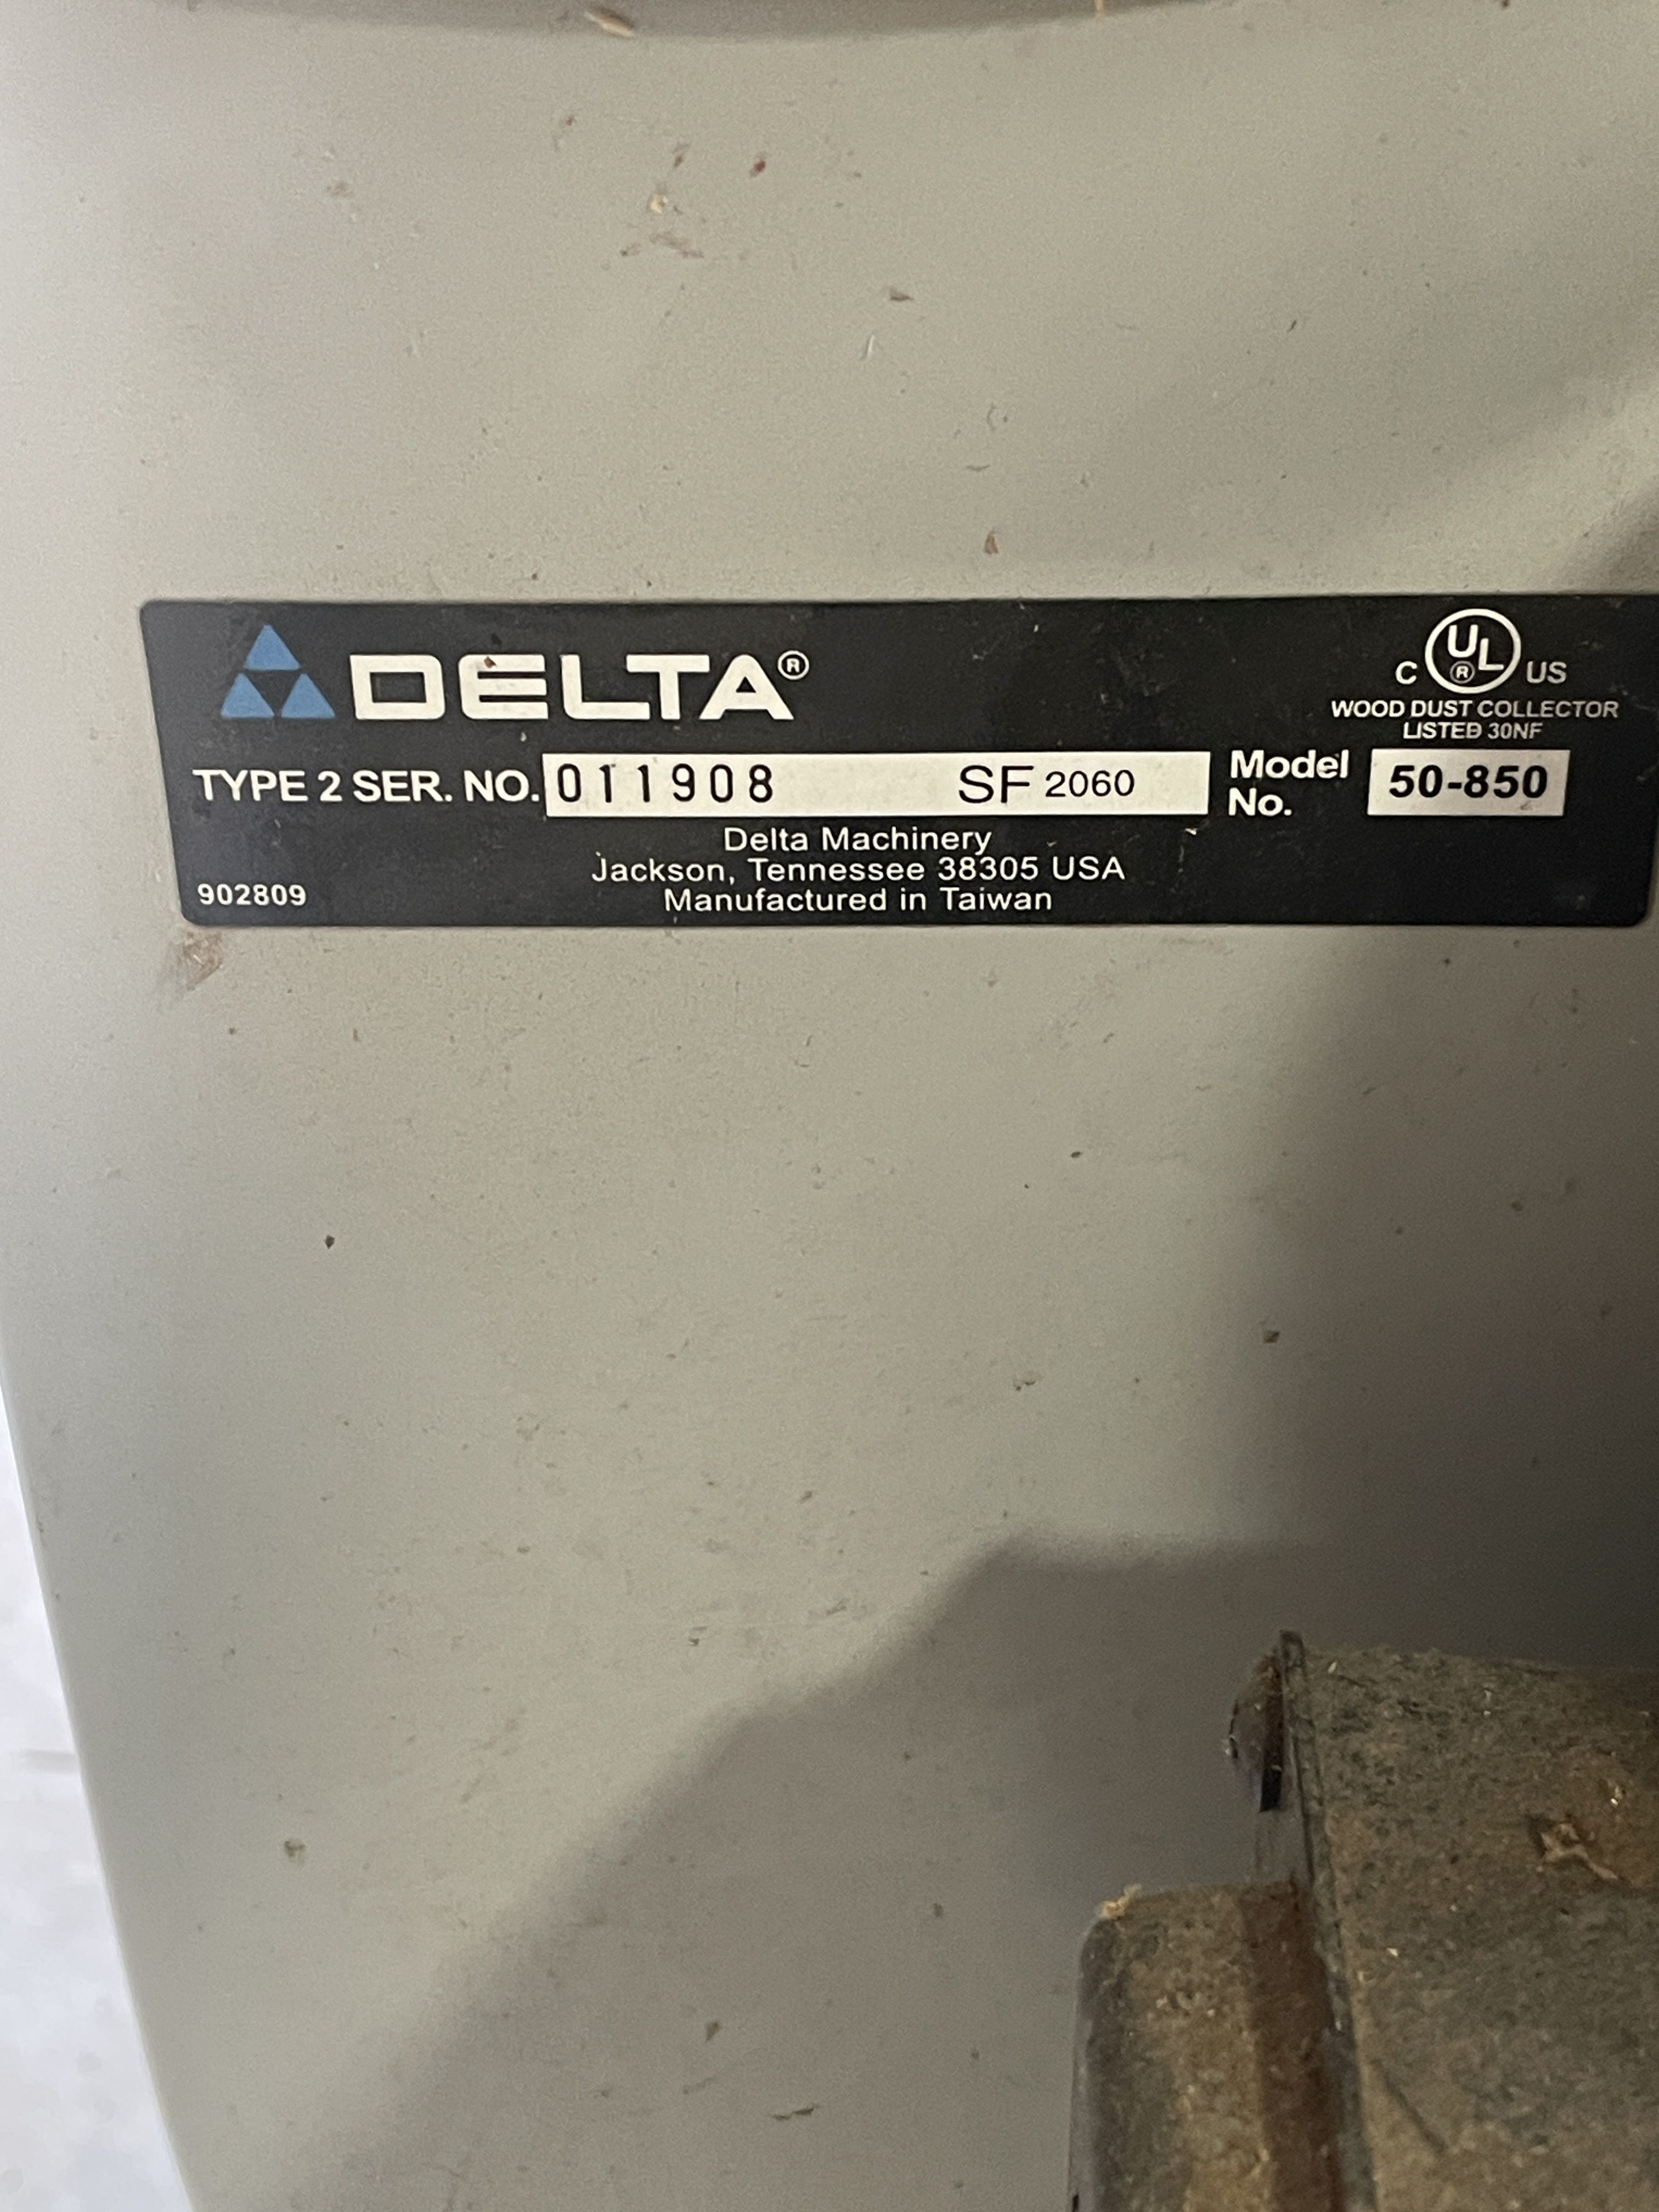 DELTA®
C UL® US
WOOD DUST COLLECTOR
LISTED 30NF
TYPE 2 SER. NO. 011908 SF 2060 Model No. 50-850
Delta Machinery
Jackson, Tennessee 38305 USA
Manufactured in Taiwan
902809